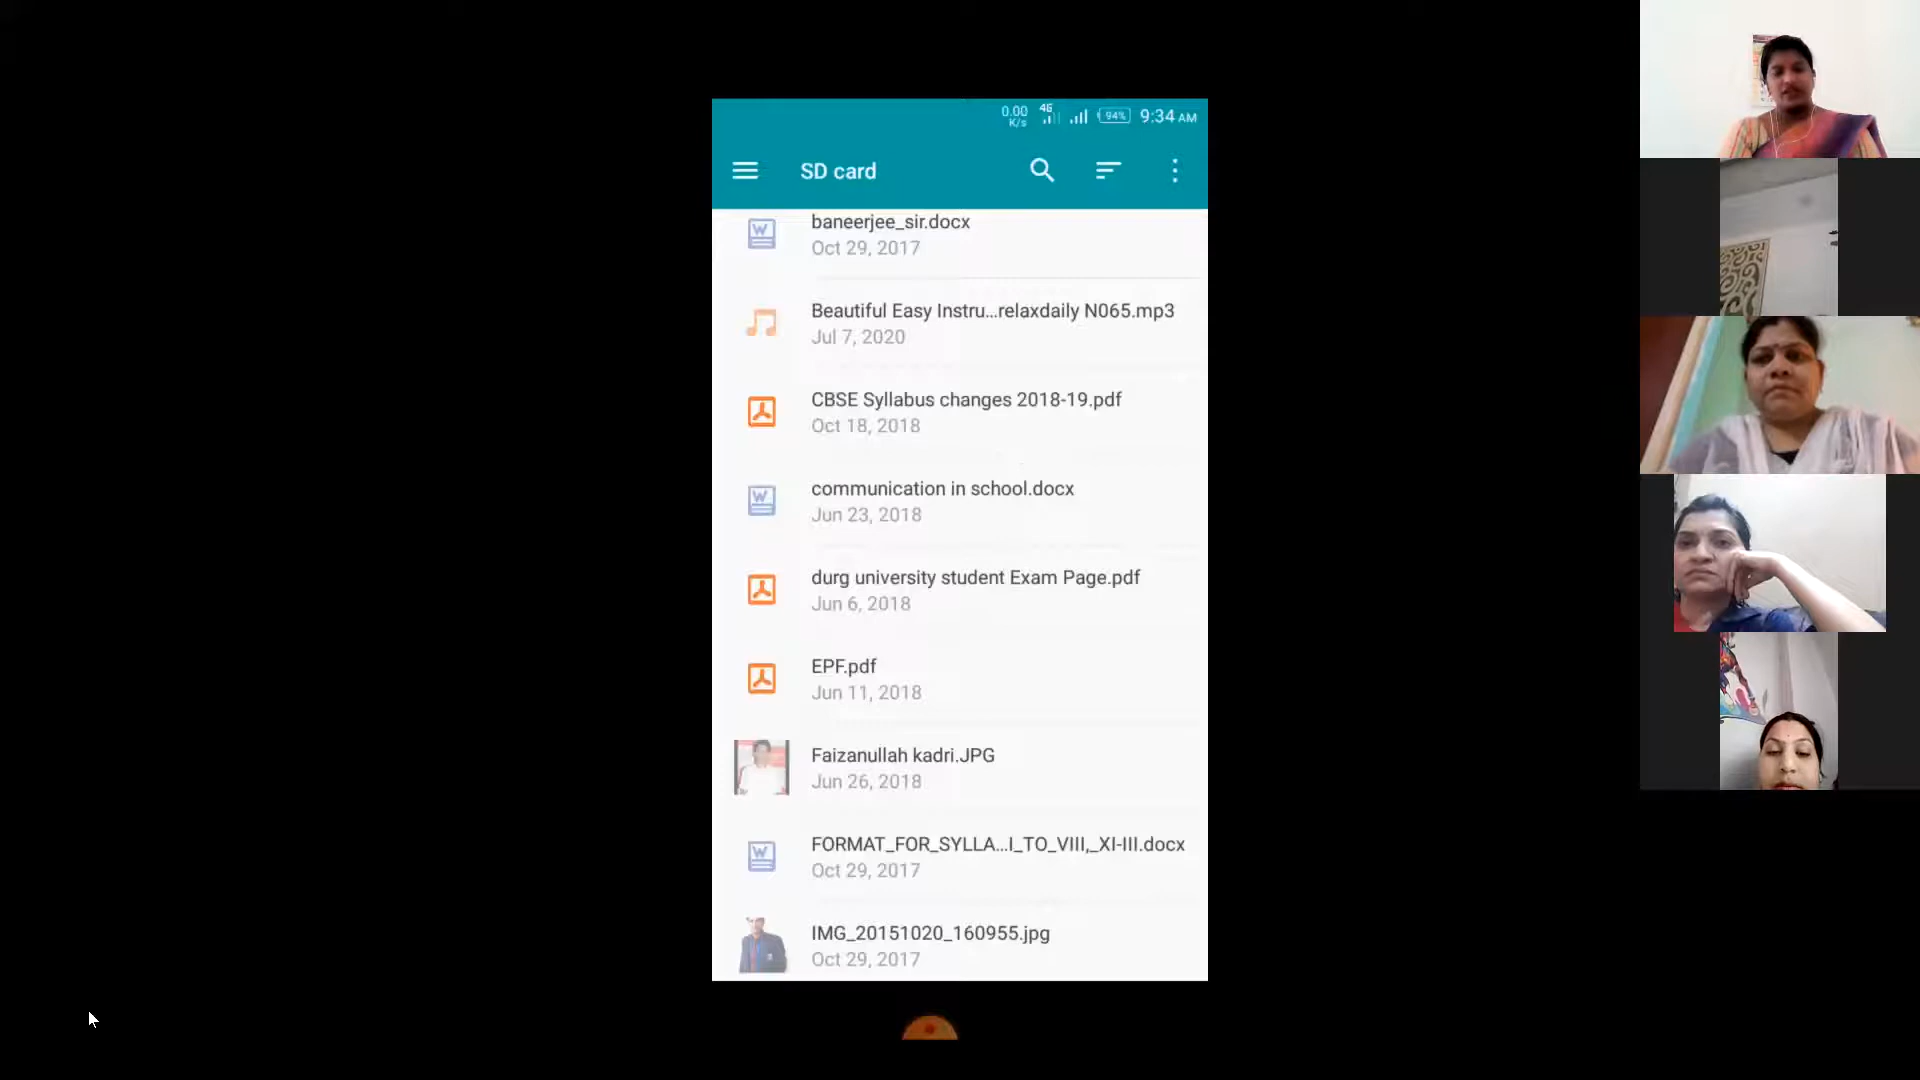 0.00
K/s
4G
94%
9:34 AM
SD card
baneerjee_sir.docx
Oct 29, 2017
Beautiful Easy Instru...relaxdaily N065.mp3
Jul 7, 2020
CBSE Syllabus changes 2018-19.pdf
Oct 18, 2018
communication in school.docx
Jun 23, 2018
durg university student Exam Page.pdf
Jun 6, 2018
EPF.pdf
Jun 11, 2018
Faizanullah kadri.JPG
Jun 26, 2018
FORMAT_FOR_SYLLA...I_TO_VIII,_XI-III.docx
Oct 29, 2017
IMG_20151020_160955.jpg
Oct 29, 2017